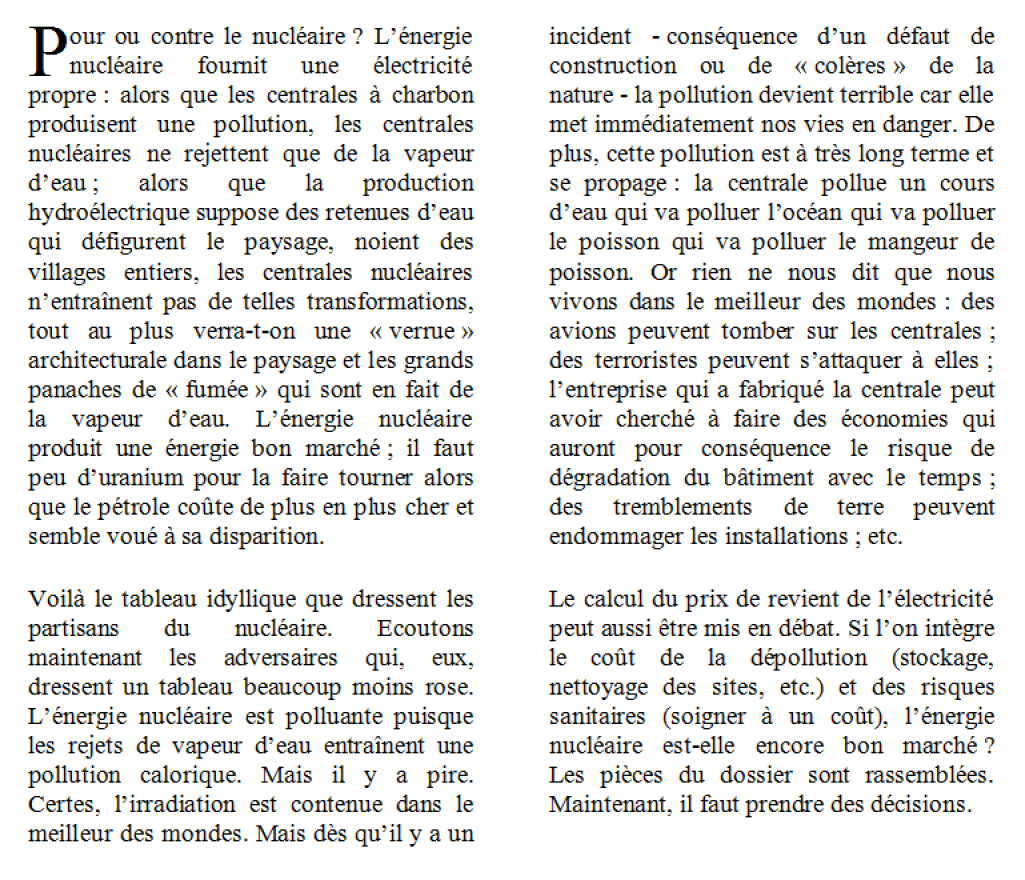 Pour ou contre le nucléaire ? L’énergie
nucléaire fournit une électricité
propre : alors que les centrales à charbon
produisent une pollution, les centrales
nucléaires ne rejettent que de la vapeur
d’eau ; alors que la production
hydroélectrique suppose des retenues d’eau
qui défigurent le paysage, noient des
villages entiers, les centrales nucléaires
n’entraînent pas de telles transformations,
tout au plus verra-t-on une « verrue »
architecturale dans le paysage et les grands
panaches de « fumée » qui sont en fait de
la vapeur d’eau. L’énergie nucléaire
produit une énergie bon marché ; il faut
peu d’uranium pour la faire tourner alors
que le pétrole coûte de plus en plus cher et
semble voué à sa disparition.
Voilà le tableau idyllique que dressent les
partisans du nucléaire. Ecoutons
maintenant les adversaires qui, eux,
dressent un tableau beaucoup moins rose.
L’énergie nucléaire est polluante puisque
les rejets de vapeur d’eau entraînent une
pollution calorique. Mais il y a pire.
Certes, l’irradiation est contenue dans le
meilleur des mondes. Mais dès qu’il y a un
incident - conséquence d’un défaut de
construction ou de « colères » de la
nature - la pollution devient terrible car elle
met immédiatement nos vies en danger. De
plus, cette pollution est à très long terme et
se propage : la centrale pollue un cours
d’eau qui va polluer l’océan qui va polluer
le poisson qui va polluer le mangeur de
poisson. Or rien ne nous dit que nous
vivons dans le meilleur des mondes : des
avions peuvent tomber sur les centrales ;
des terroristes peuvent s’attaquer à elles ;
l’entreprise qui a fabriqué la centrale peut
avoir cherché à faire des économies qui
auront pour conséquence le risque de
dégradation du bâtiment avec le temps ;
des tremblements de terre peuvent
endommager les installations ; etc.
Le calcul du prix de revient de l’électricité
peut aussi être mis en débat. Si l’on intègre
le coût de la dépollution (stockage,
nettoyage des sites, etc.) et des risques
sanitaires (soigner à un coût), l’énergie
nucléaire est-elle encore bon marché ?
Les pièces du dossier sont rassemblées.
Maintenant, il faut prendre des décisions.